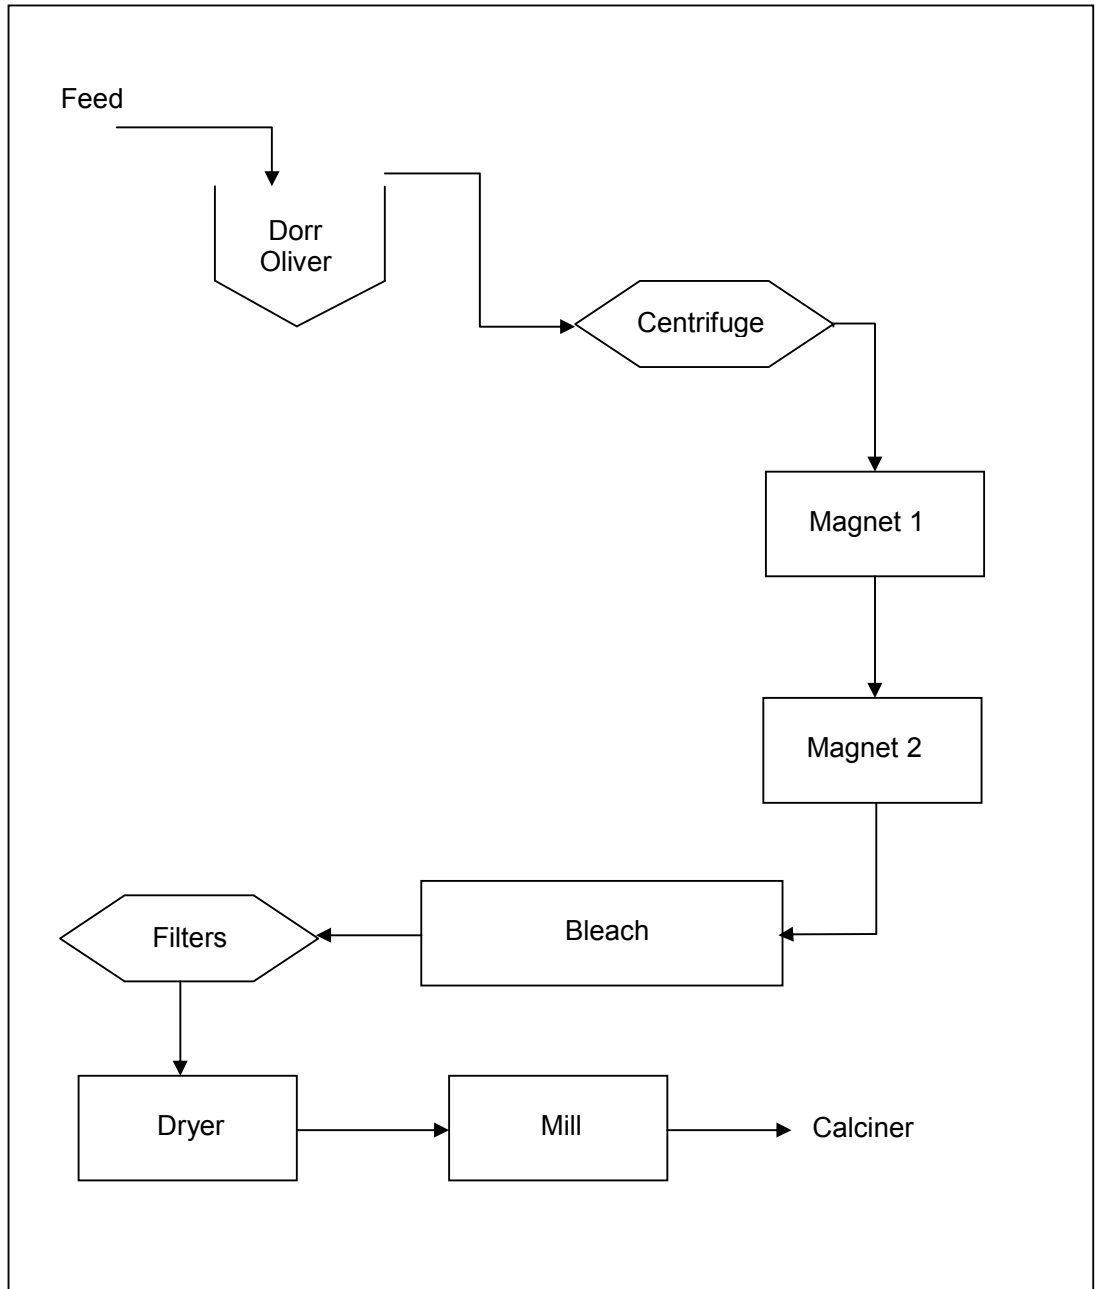 Feed
Dorr
Oliver
Centrifuge
Magnet 1
Magnet 2
Bleach
Filters
Dryer
Mill
Calciner